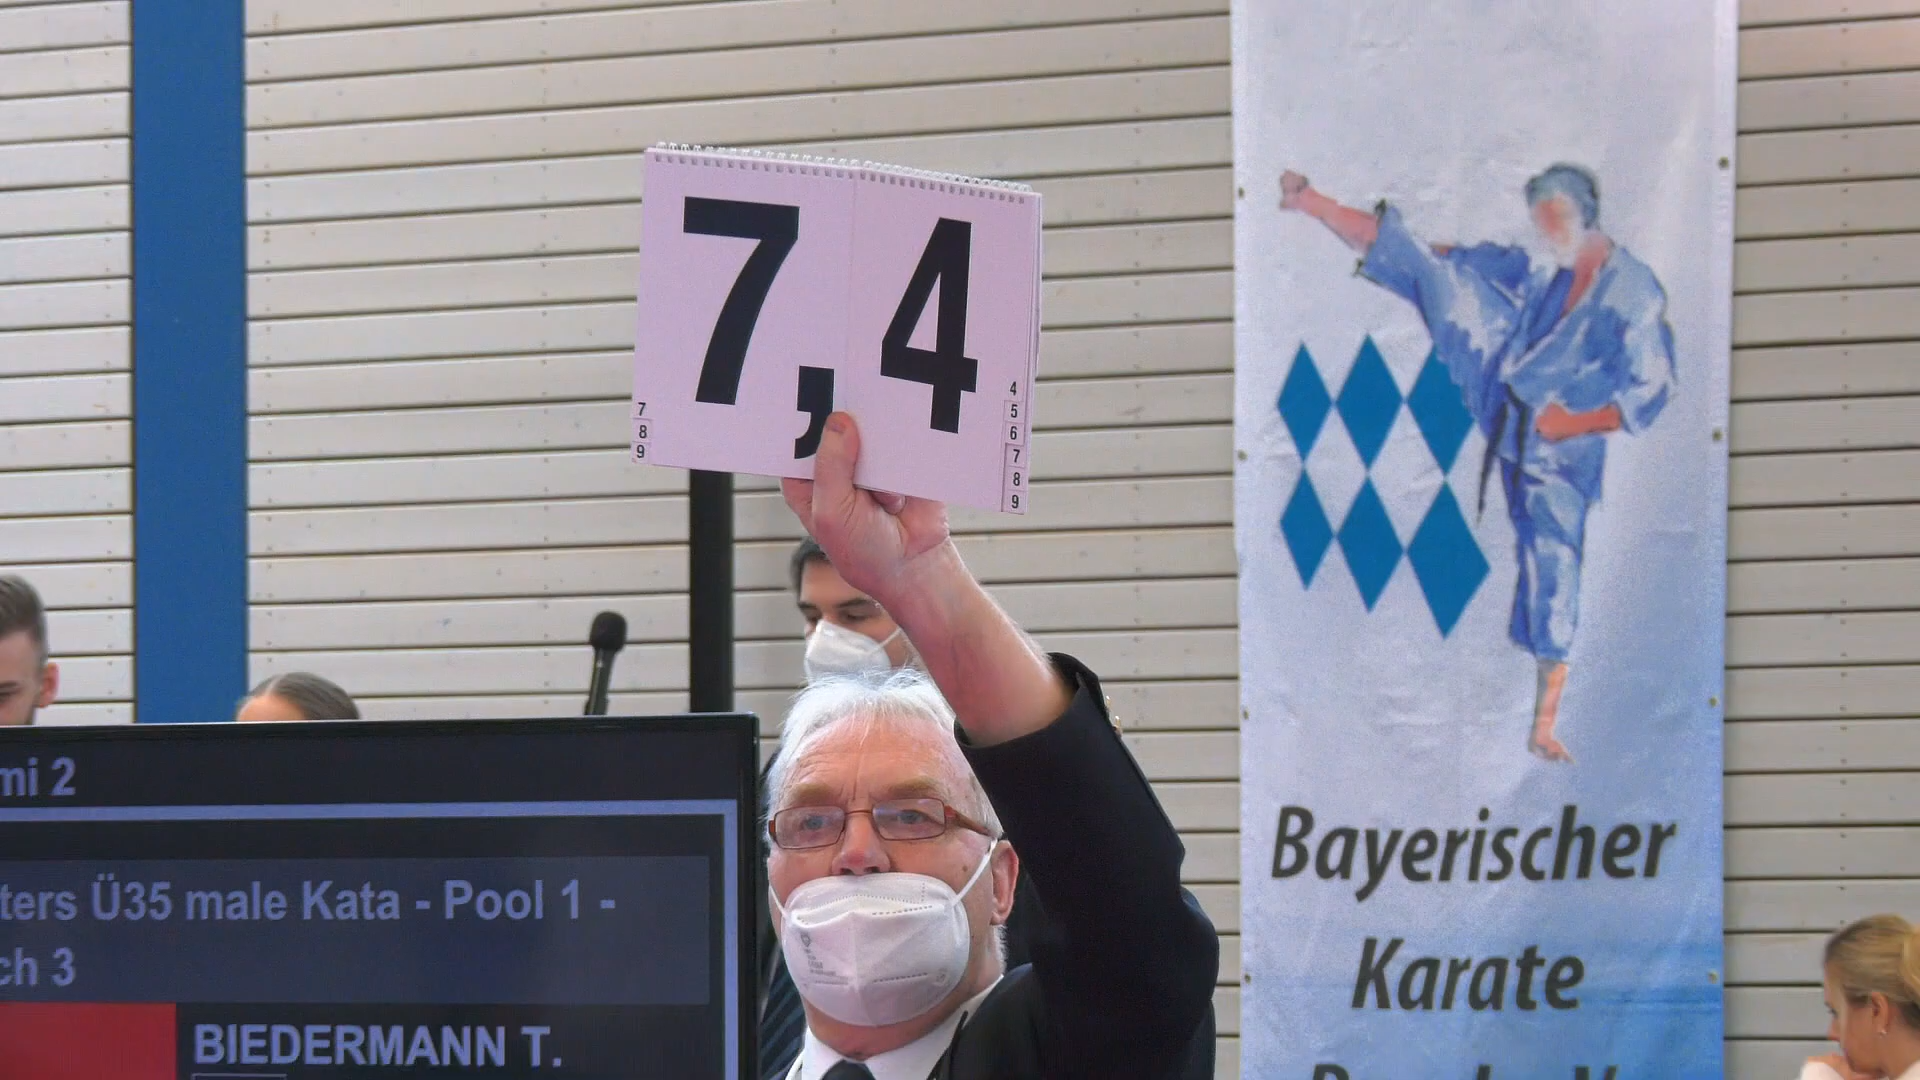 7,4
7
8
9
4
5
6
7
8
9
mi 2
ters Ü35 male Kata - Pool 1 -
ch 3
BIEDERMANN T.
Bayerischer
Karate